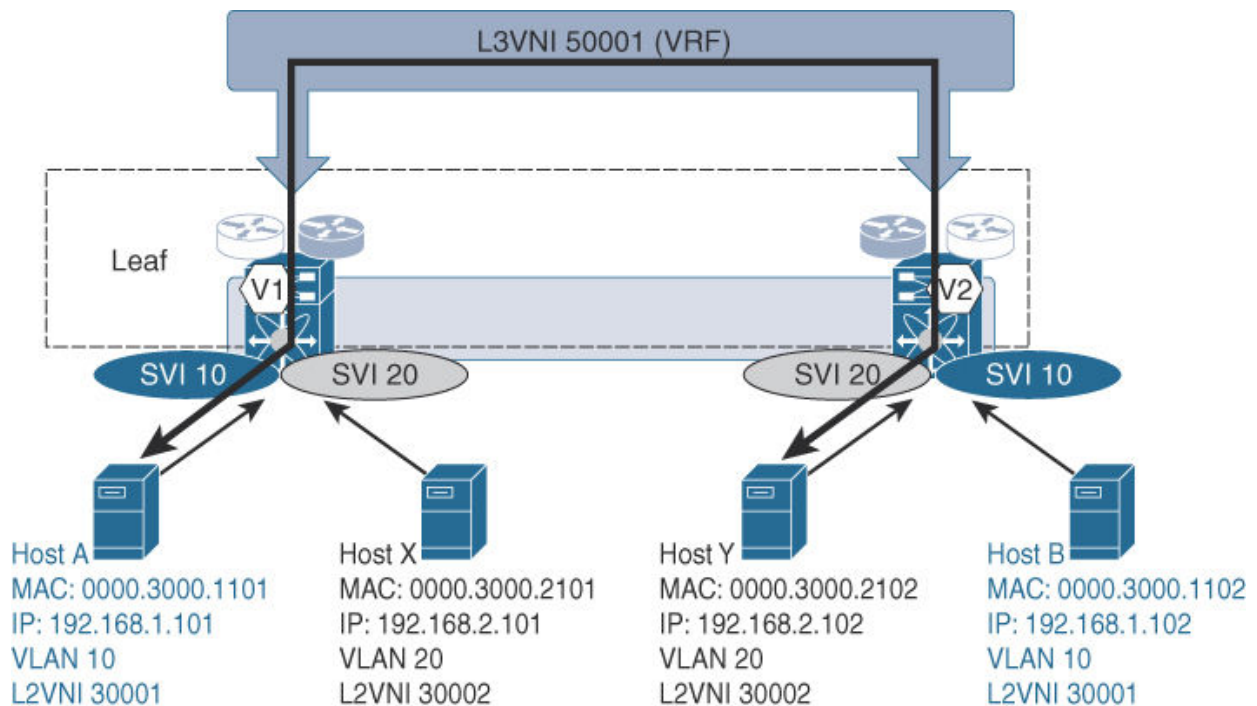 L3VNI 50001 (VRF)
Leaf
V1
V2
SVI 10
SVI 20
SVI 20
SVI 10
Host A
MAC: 0000.3000.1101
IP: 192.168.1.101
VLAN 10
L2VNI 30001
Host X
MAC: 0000.3000.2101
IP: 192.168.2.101
VLAN 20
L2VNI 30002
Host Y
MAC: 0000.3000.2102
IP: 192.168.2.102
VLAN 20
L2VNI 30002
Host B
MAC: 0000.3000.1102
IP: 192.168.1.102
VLAN 10
L2VNI 30001